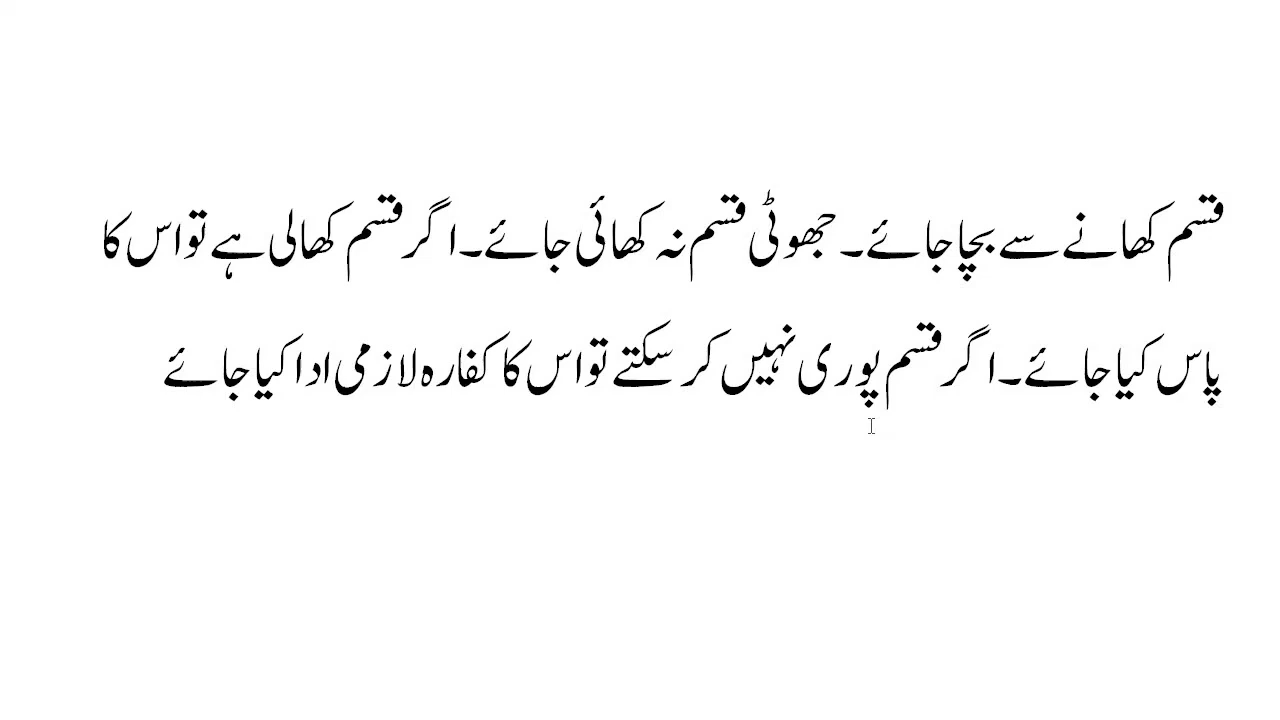 قسم کھانے سے بچا جائے۔ جھوٹی قسم نہ کھائی جائے۔ اگر قسم کھالی ہے تو اس کا
پاس کیا جائے۔ اگر قسم پوری نہیں کر سکتے تو اس کا کفارہ لازمی ادا کیا جائے